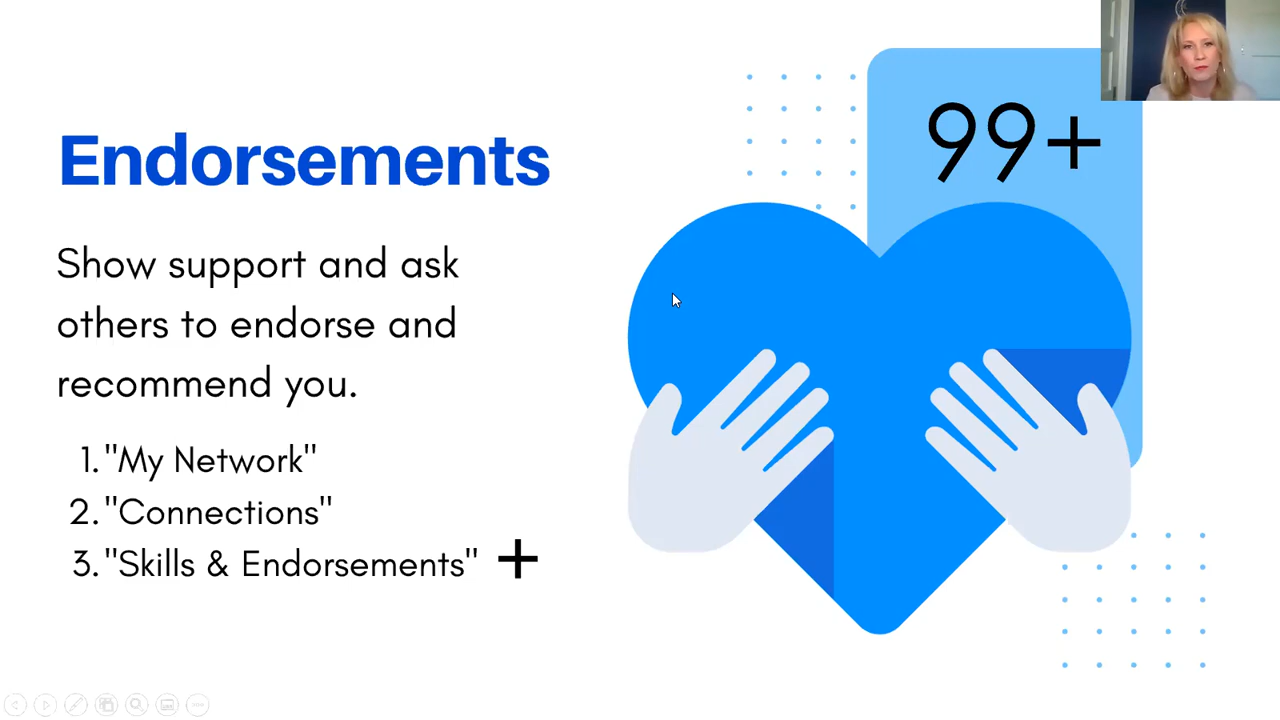 Endorsements
Show support and ask
others to endorse and
recommend you.
1. "My Network"
2. "Connections"
3. "Skills & Endorsements" +
99+